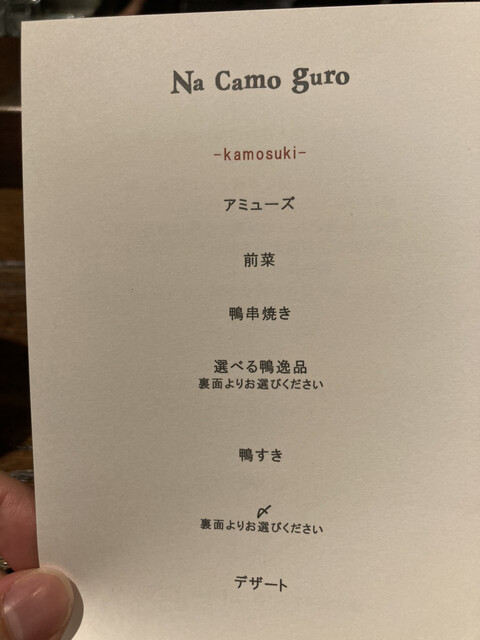 Na Camo guro
-kamosuki-
アミューズ
前菜
鴨串焼き
選べる鴨逸品
裏面よりお選びください
鴨すき
〆
裏面よりお選びください
デザート